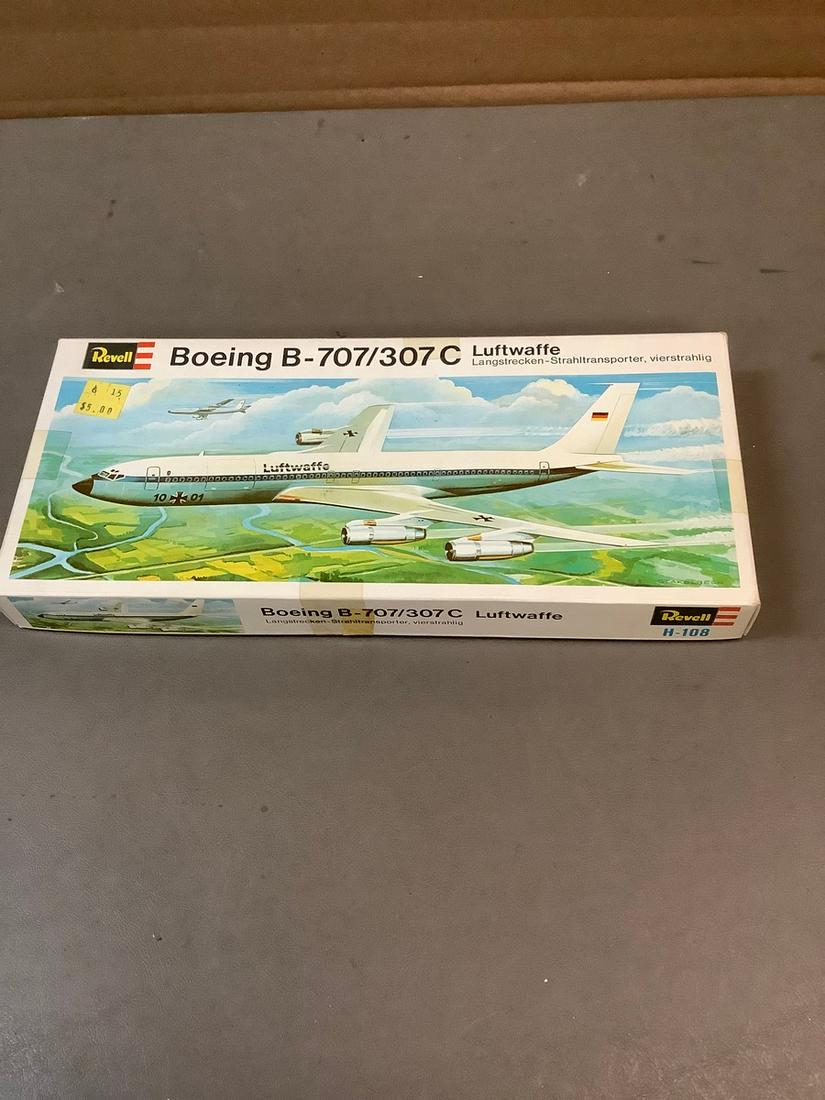 Revell
Boeing B-707/307C Luftwaffe
Langstrecken-Strahltransporter, vierstrahlig
A 15
$5.00
Luftwaffe
10 01
Boeing B-707/307C Luftwaffe
Langstrecken-Strahltransporter, vierstrahlig
Revell
H-108